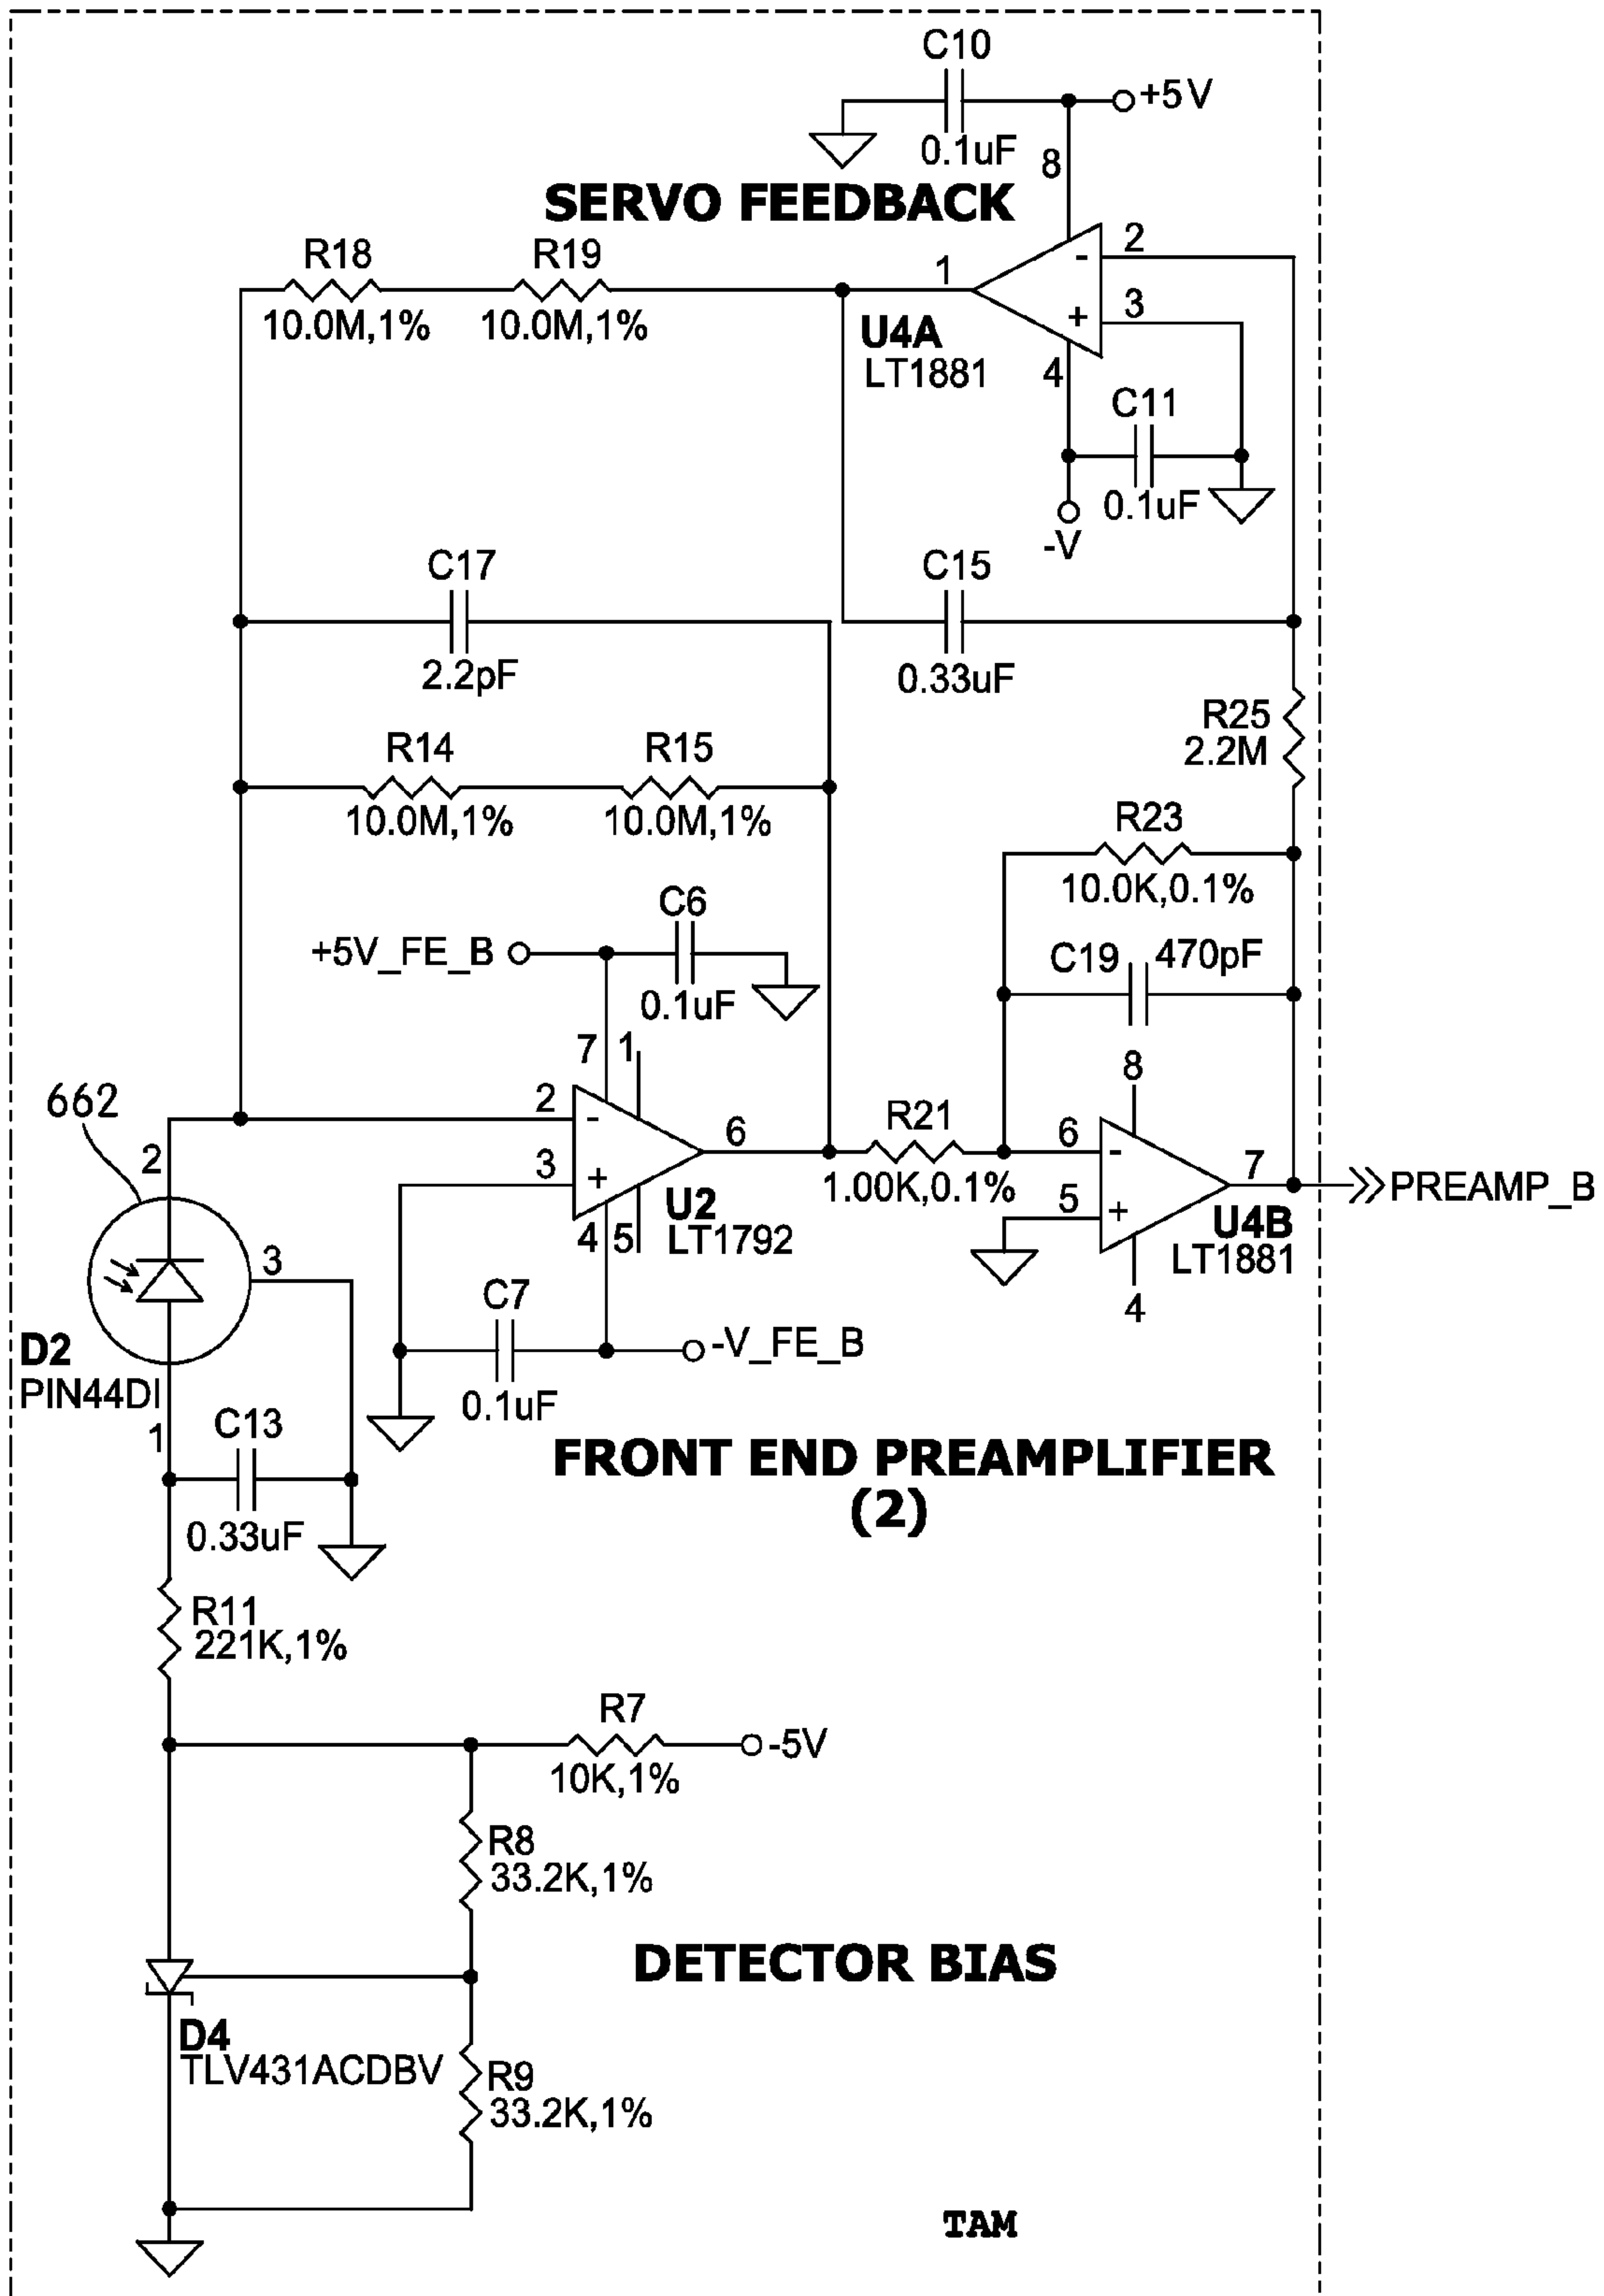 C10
+5V
0.1uF
8
SERVO FEEDBACK
R18
R19
10.0M,1%
10.0M,1%
1
2
-
3
+
U4A
LT1881
4
C11
0.1uF
-V
C17
2.2pF
C15
0.33uF
R25
2.2M
R14
R15
10.0M,1%
10.0M,1%
R23
10.0K,0.1%
C6
+5V_FE_B
0.1uF
C19
470pF
7
1
8
662
2
2
-
6
R21
6
-
3
+
1.00K,0.1%
7
PREAMP_B
5
+
U2
LT1792
4
5
U4B
LT1881
4
3
D2
PIN44DI
1
C7
-V_FE_B
0.1uF
C13
0.33uF
FRONT END PREAMPLIFIER
(2)
R11
221K,1%
R7
-5V
10K,1%
R8
33.2K,1%
DETECTOR BIAS
D4
TLV431ACDBV
R9
33.2K,1%
TAM